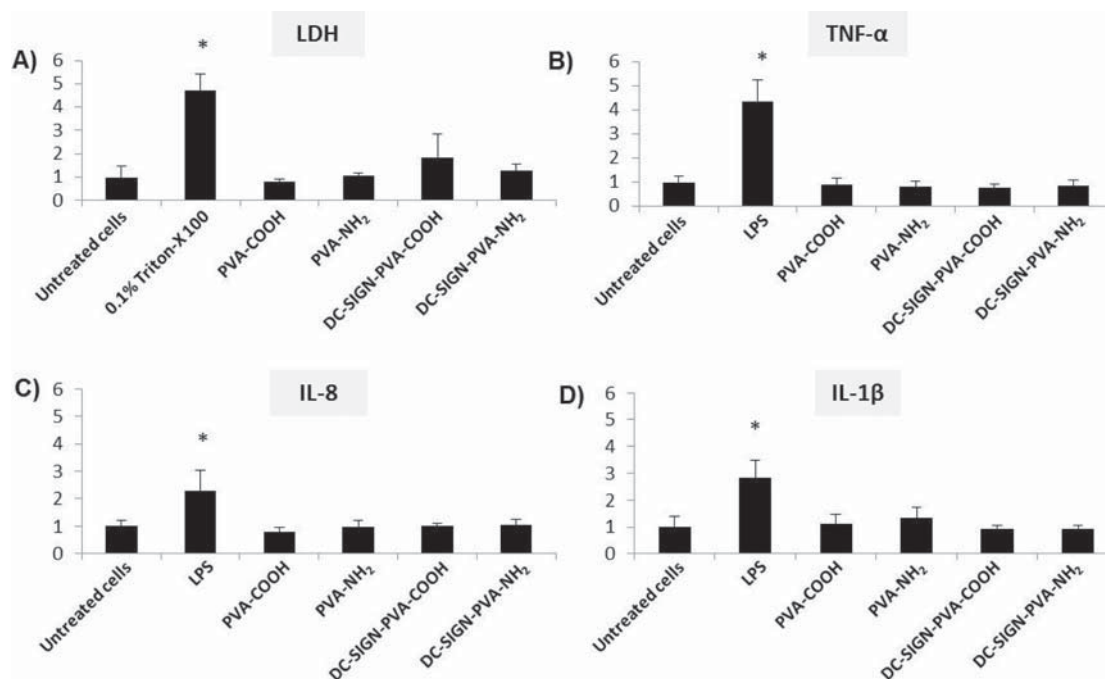 A)
LDH
*
6
5
4
3
2
1
0
Untreated cells
0.1% Triton-X 100
PVA-COOH
PVA-NH₂
DC-SIGN-PVA-COOH
DC-SIGN-PVA-NH₂
B)
TNF-α
*
6
5
4
3
2
1
0
Untreated cells
LPS
PVA-COOH
PVA-NH₂
DC-SIGN-PVA-COOH
DC-SIGN-PVA-NH₂
C)
IL-8
*
6
5
4
3
2
1
0
Untreated cells
LPS
PVA-COOH
PVA-NH₂
DC-SIGN-PVA-COOH
DC-SIGN-PVA-NH₂
D)
IL-1β
*
6
5
4
3
2
1
0
Untreated cells
LPS
PVA-COOH
PVA-NH₂
DC-SIGN-PVA-COOH
DC-SIGN-PVA-NH₂